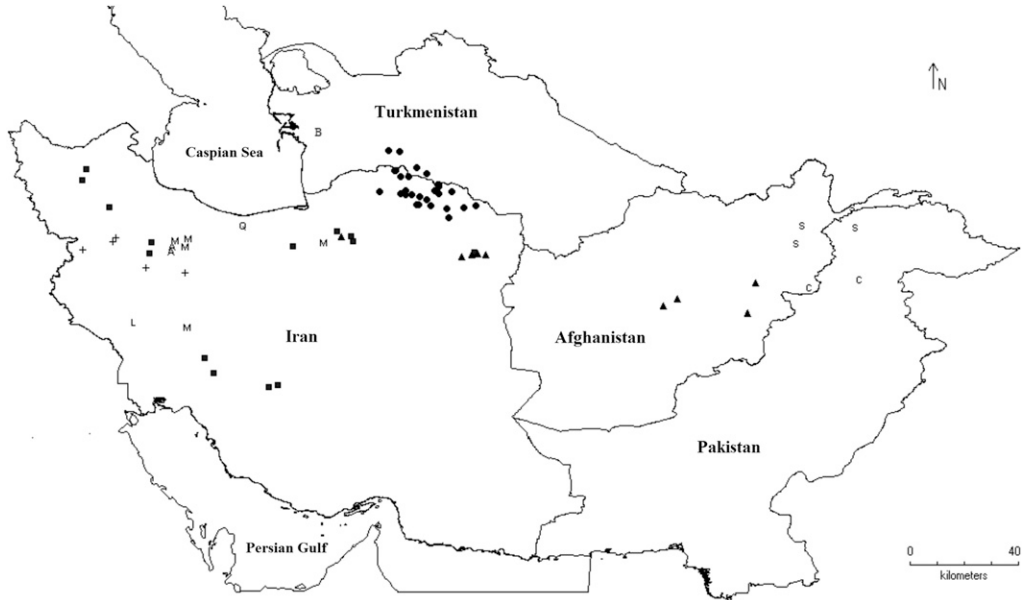 N
Turkmenistan
B
Caspian Sea
Q
S
S
S
M M
M
A
M
C
C
L
M
Iran
Afghanistan
Pakistan
Persian Gulf
0 40
kilometers